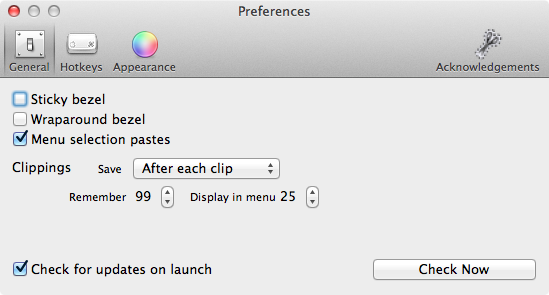 Preferences
General Hotkeys Appearance Acknowledgements
Sticky bezel
Wraparound bezel
Menu selection pastes
Clippings Save After each clip
Remember 99 Display in menu 25
Check for updates on launch Check Now